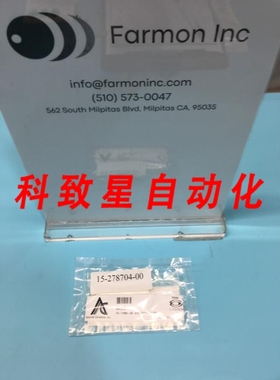 Farmon Inc
info@farmoninc.com
(510) 573-0047
562 South Milpitas Blvd, Milpitas CA, 95035
科致星自动化
15-278704-00